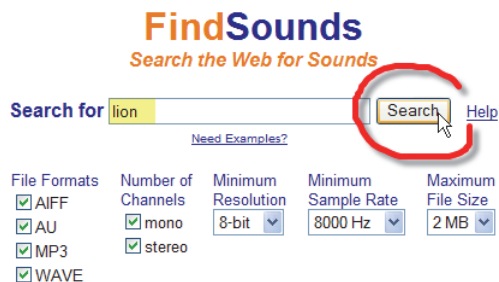 FindSounds
Search the Web for Sounds
Search for lion Search Help
Need Examples?
File Formats Number of Channels Minimum Resolution Minimum Sample Rate Maximum File Size
AIFF mono 8-bit 8000 Hz 2 MB
AU stereo
MP3
WAVE